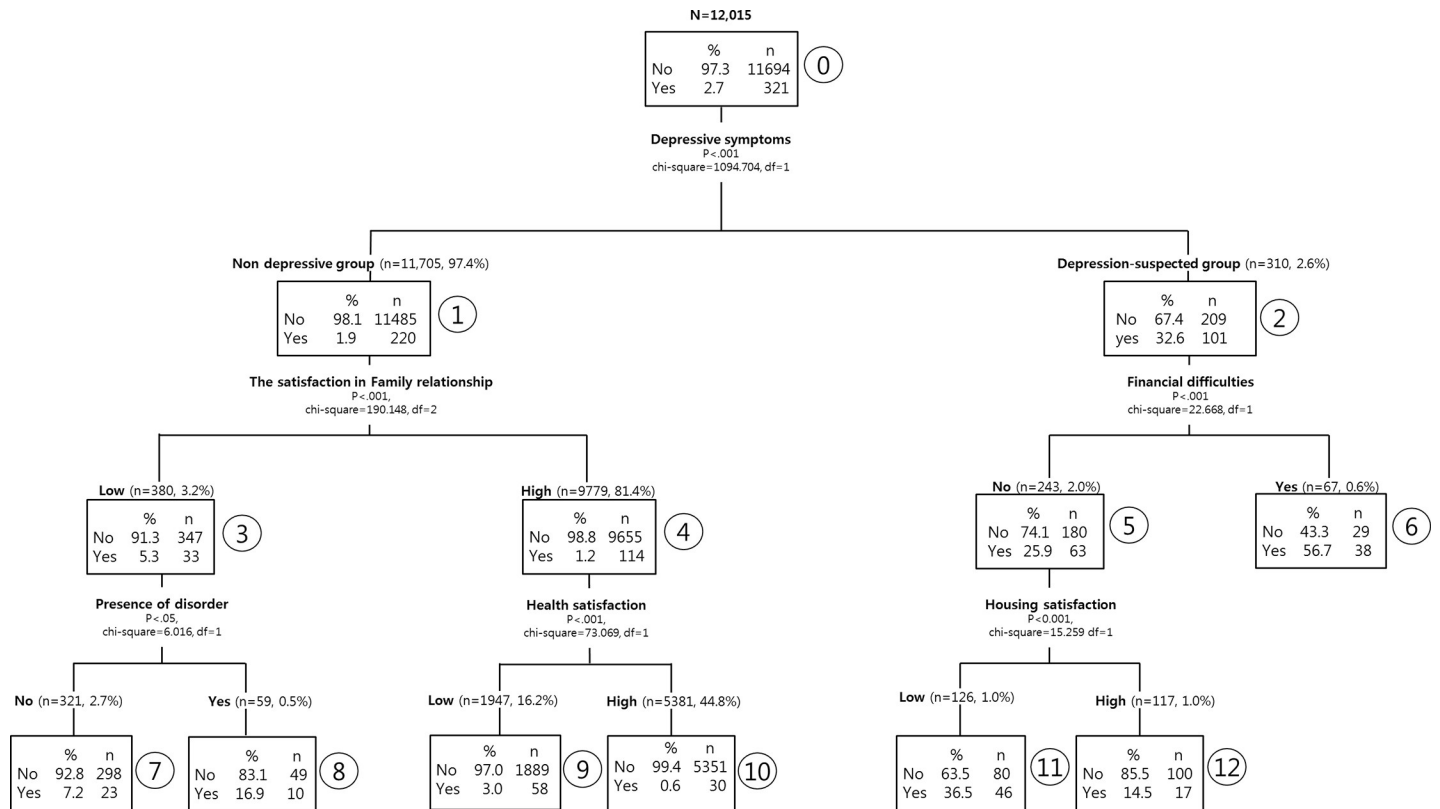 N=12,015
% n
No 97.3 11694
Yes 2.7 321
0
Depressive symptoms
P<.001
chi-square=1094.704, df=1
Non depressive group (n=11,705, 97.4%)
% n
No 98.1 11485
Yes 1.9 220
1
Depression-suspected group (n=310, 2.6%)
% n
No 67.4 209
yes 32.6 101
2
The satisfaction in Family relationship
P<.001,
chi-square=190.148, df=2
Financial difficulties
P<.001
chi-square=22.668, df=1
Low (n=380, 3.2%)
% n
No 91.3 347
Yes 5.3 33
3
High (n=9779, 81.4%)
% n
No 98.8 9655
Yes 1.2 114
4
No (n=243, 2.0%)
% n
No 74.1 180
Yes 25.9 63
5
Yes (n=67, 0.6%)
% n
No 43.3 29
Yes 56.7 38
6
Presence of disorder
P<.05,
chi-square=6.016, df=1
Health satisfaction
P<.001,
chi-square=73.069, df=1
Housing satisfaction
P<0.001,
chi-square=15.259 df=1
No (n=321, 2.7%)
% n
No 92.8 298
Yes 7.2 23
7
Yes (n=59, 0.5%)
% n
No 83.1 49
Yes 16.9 10
8
Low (n=1947, 16.2%)
% n
No 97.0 1889
Yes 3.0 58
9
High (n=5381, 44.8%)
% n
No 99.4 5351
Yes 0.6 30
10
Low (n=126, 1.0%)
% n
No 63.5 80
Yes 36.5 46
11
High (n=117, 1.0%)
% n
No 85.5 100
Yes 14.5 17
12